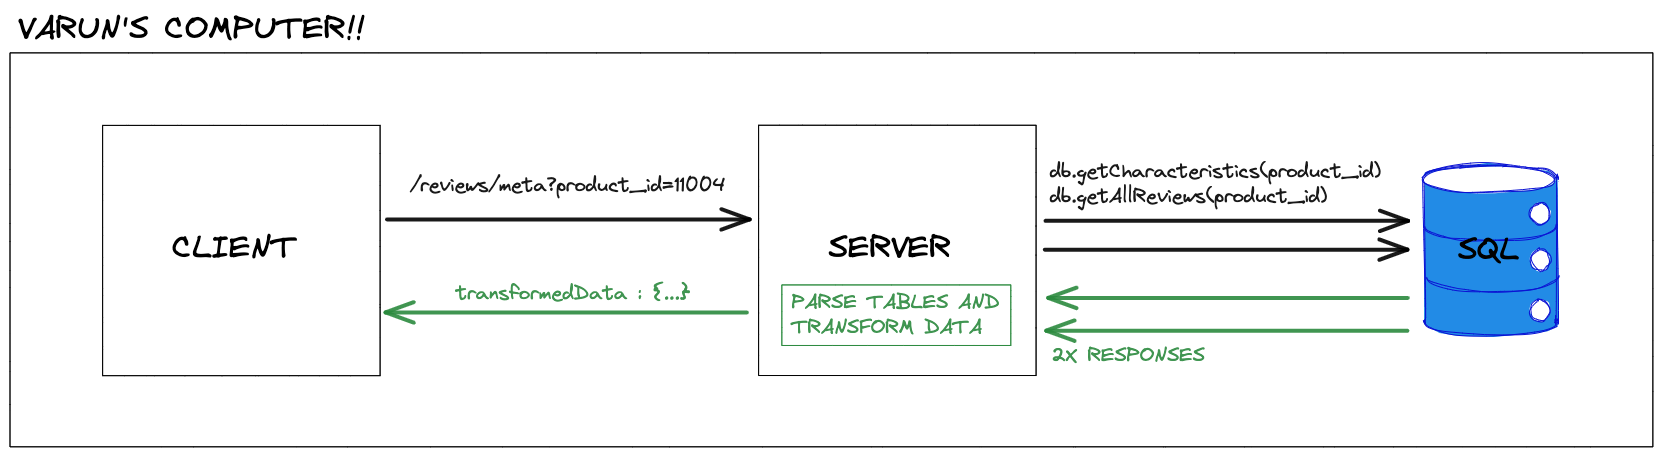 VARUN'S COMPUTER!!
/reviews/meta?product_id=11004
db.getCharacteristics(product_id)
db.getAllReviews(product_id)
CLIENT
SERVER
SQL
transformedData : {...}
PARSE TABLES AND
TRANSFORM DATA
2X RESPONSES